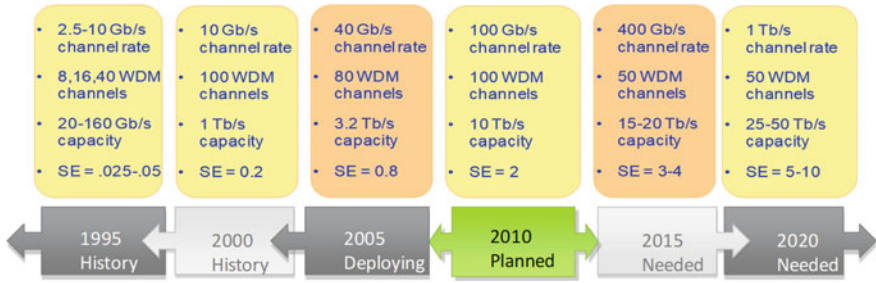 • 2.5-10 Gb/s
channel rate
• 8,16,40 WDM
channels
• 20-160 Gb/s
capacity
• SE = .025-.05
• 10 Gb/s
channel rate
• 100 WDM
channels
• 1 Tb/s
capacity
• SE = 0.2
• 40 Gb/s
channel rate
• 80 WDM
channels
• 3.2 Tb/s
capacity
• SE = 0.8
• 100 Gb/s
channel rate
• 100 WDM
channels
• 10 Tb/s
capacity
• SE = 2
• 400 Gb/s
channel rate
• 50 WDM
channels
• 15-20 Tb/s
capacity
• SE = 3-4
• 1 Tb/s
channel rate
• 50 WDM
channels
• 25-50 Tb/s
capacity
• SE = 5-10
1995
History
2000
History
2005
Deploying
2010
Planned
2015
Needed
2020
Needed